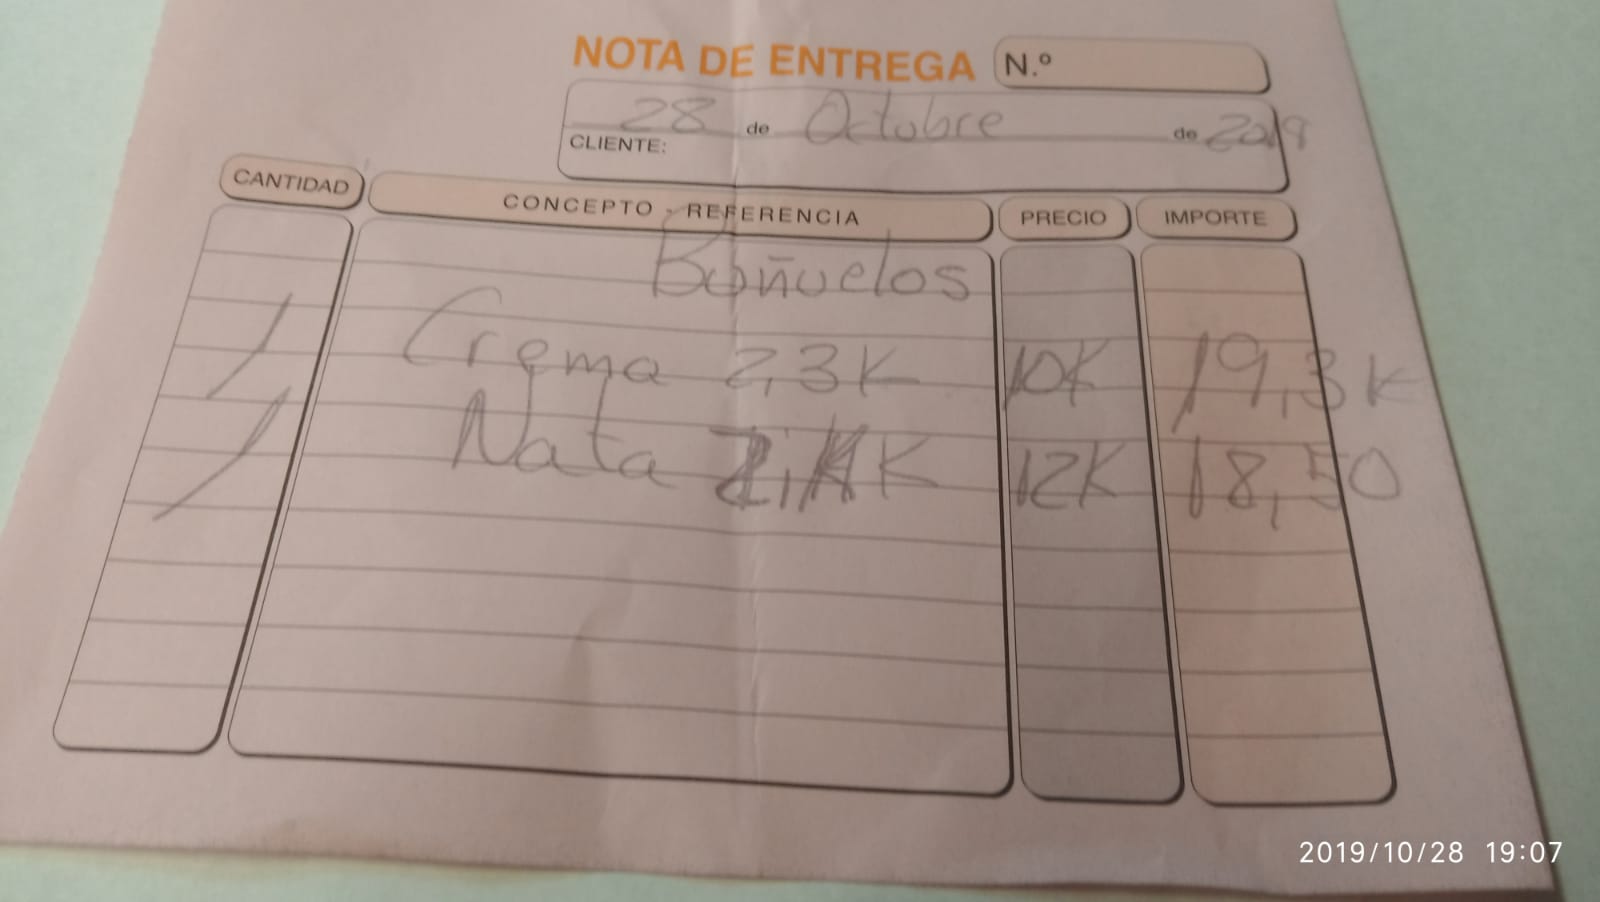 NOTA DE ENTREGA N.º
28 de Octubre de 2019
CLIENTE:
CANTIDAD CONCEPTO - REFERENCIA PRECIO IMPORTE
Buñuelos
1 Crema 2,3K 10K 19,3K
1 Nata K 12K 18,50
2019/10/28 19:07